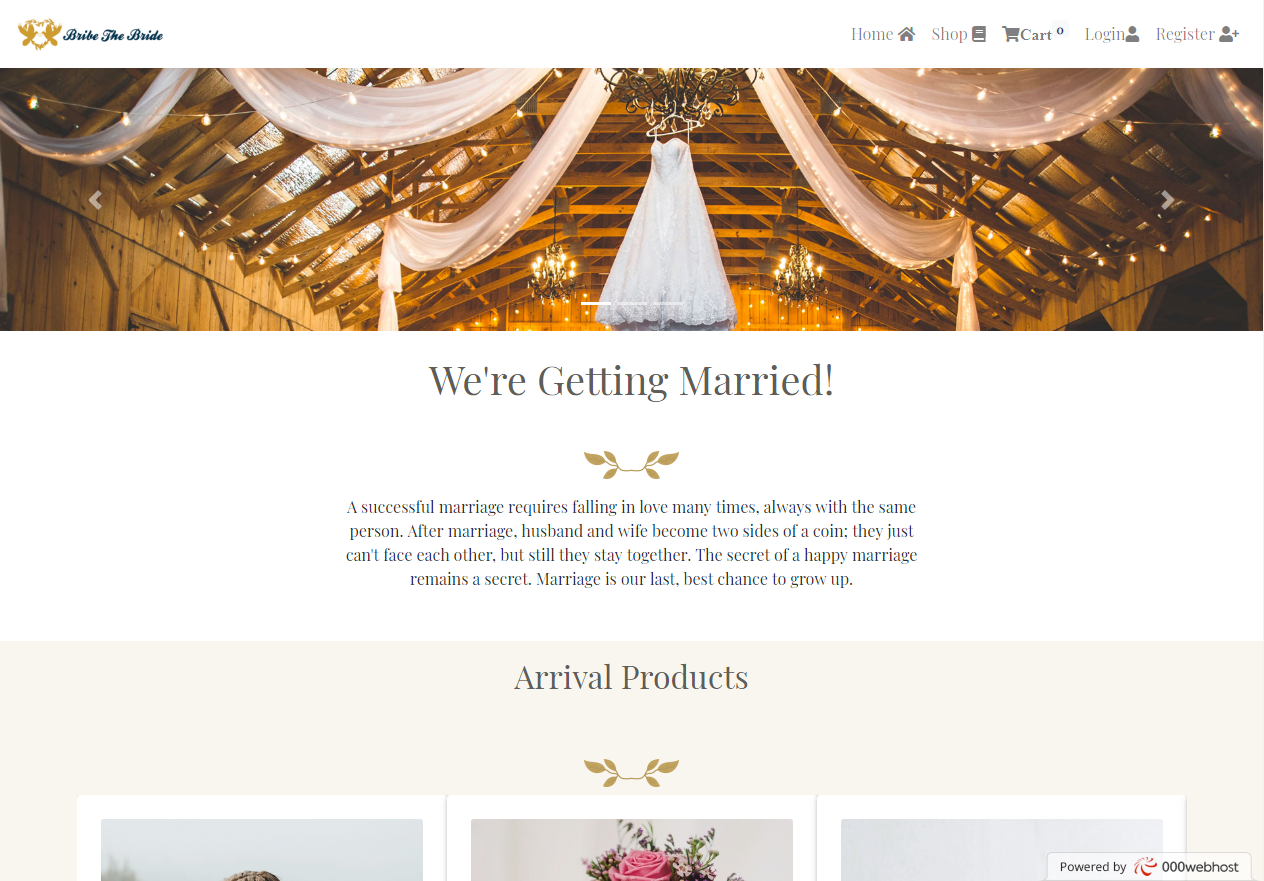 Bribe The Bride
Home
Shop
Cart 0
Login
Register
We're Getting Married!
A successful marriage requires falling in love many times, always with the same
person. After marriage, husband and wife become two sides of a coin; they just
can't face each other, but still they stay together. The secret of a happy marriage
remains a secret. Marriage is our last, best chance to grow up.
Arrival Products
Powered by 000webhost